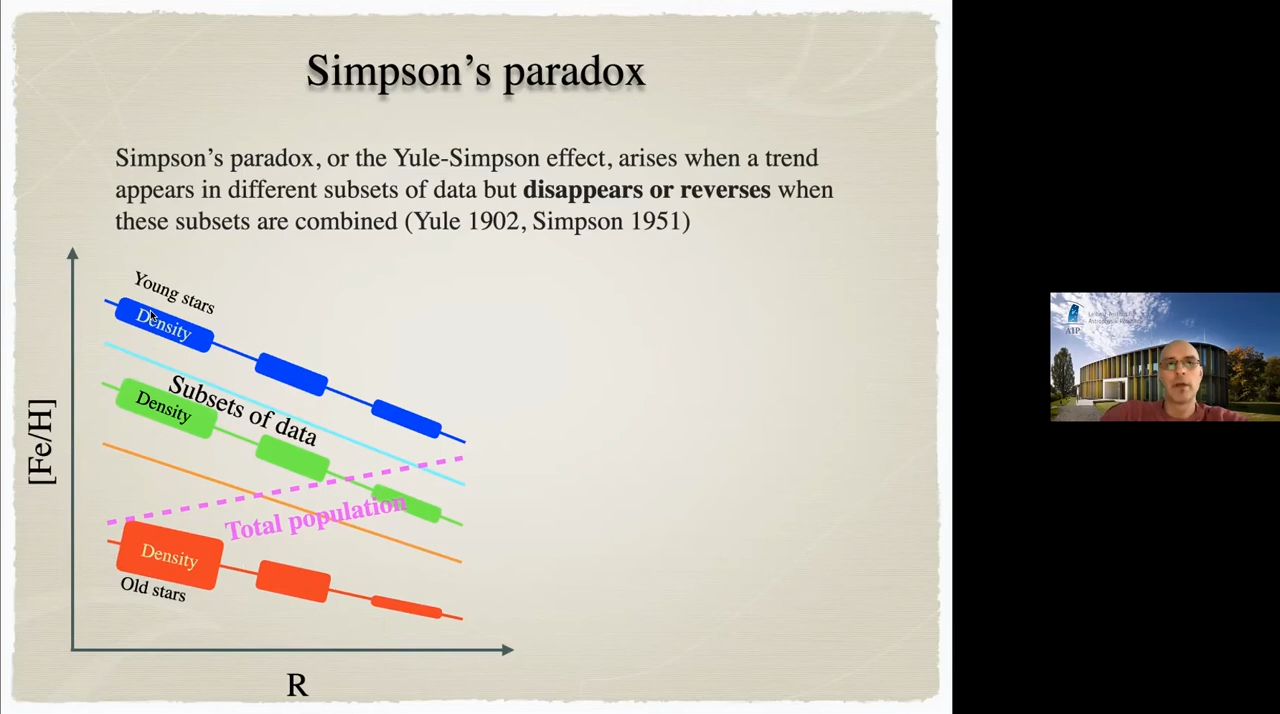 Simpson's paradox
Simpson's paradox, or the Yule-Simpson effect, arises when a trend
appears in different subsets of data but disappears or reverses when
these subsets are combined (Yule 1902, Simpson 1951)
Young stars
Density
Subsets of data
Density
[Fe/H]
Total population
Density
Old stars
R
AIP